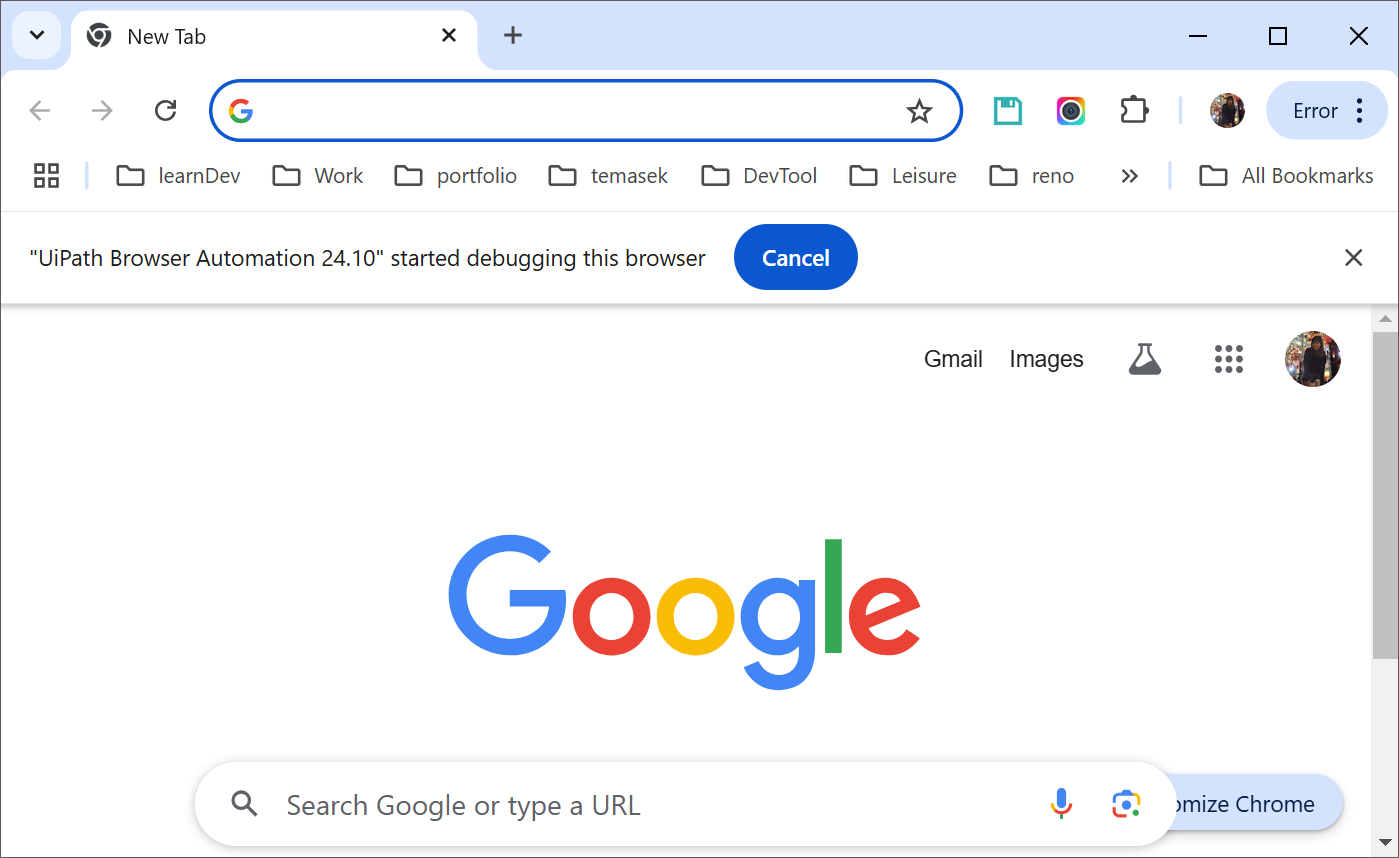 New Tab
Error
learnDev Work portfolio temasek DevTool Leisure reno All Bookmarks
"UiPath Browser Automation 24.10" started debugging this browser Cancel
Gmail Images
Google
Search Google or type a URL omize Chrome